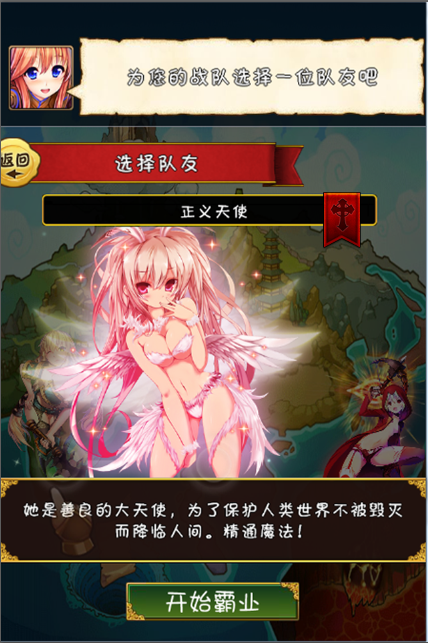 为您的战队选择一位队友吧
返回
选择队友
正义天使
她是善良的大天使，为了保护人类世界不被毁灭
而降临人间。精通魔法！
开始霸业